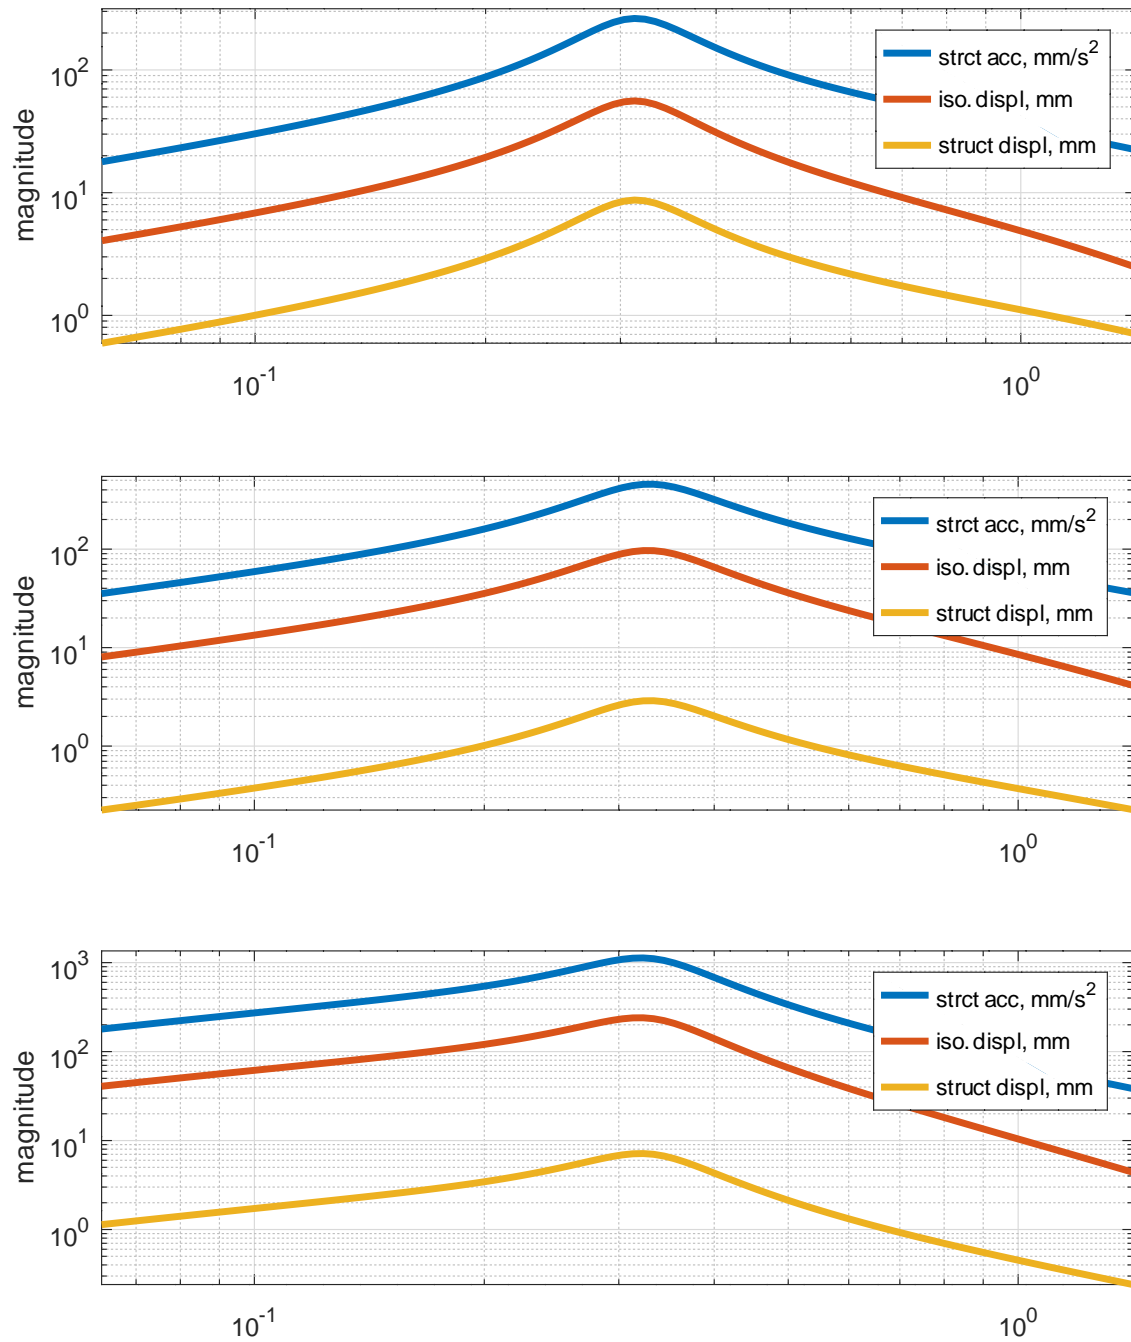 10^2
10^1
10^0
magnitude
strct acc, mm/s^2
iso. displ, mm
struct displ, mm
10^-1
10^0
10^2
10^1
10^0
magnitude
strct acc, mm/s^2
iso. displ, mm
struct displ, mm
10^-1
10^0
10^3
10^2
10^1
10^0
magnitude
strct acc, mm/s^2
iso. displ, mm
struct displ, mm
10^-1
10^0